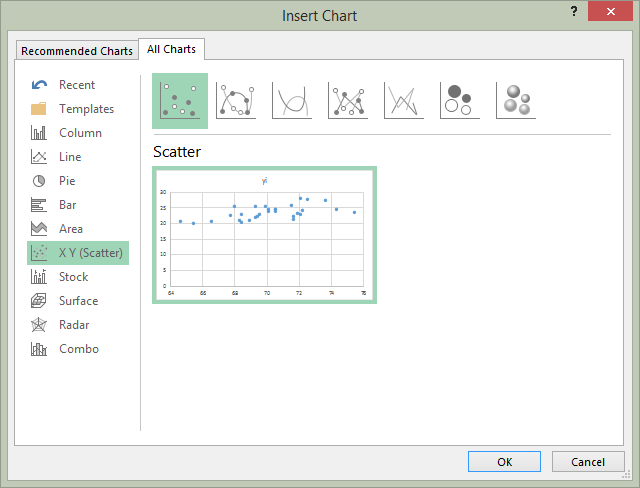 Insert Chart
?
Recommended Charts
All Charts
Recent
Templates
Column
Line
Pie
Bar
Area
X Y (Scatter)
Stock
Surface
Radar
Combo
Scatter
yi
30
25
20
15
10
5
0
64 66 68 70 72 74 76
OK
Cancel